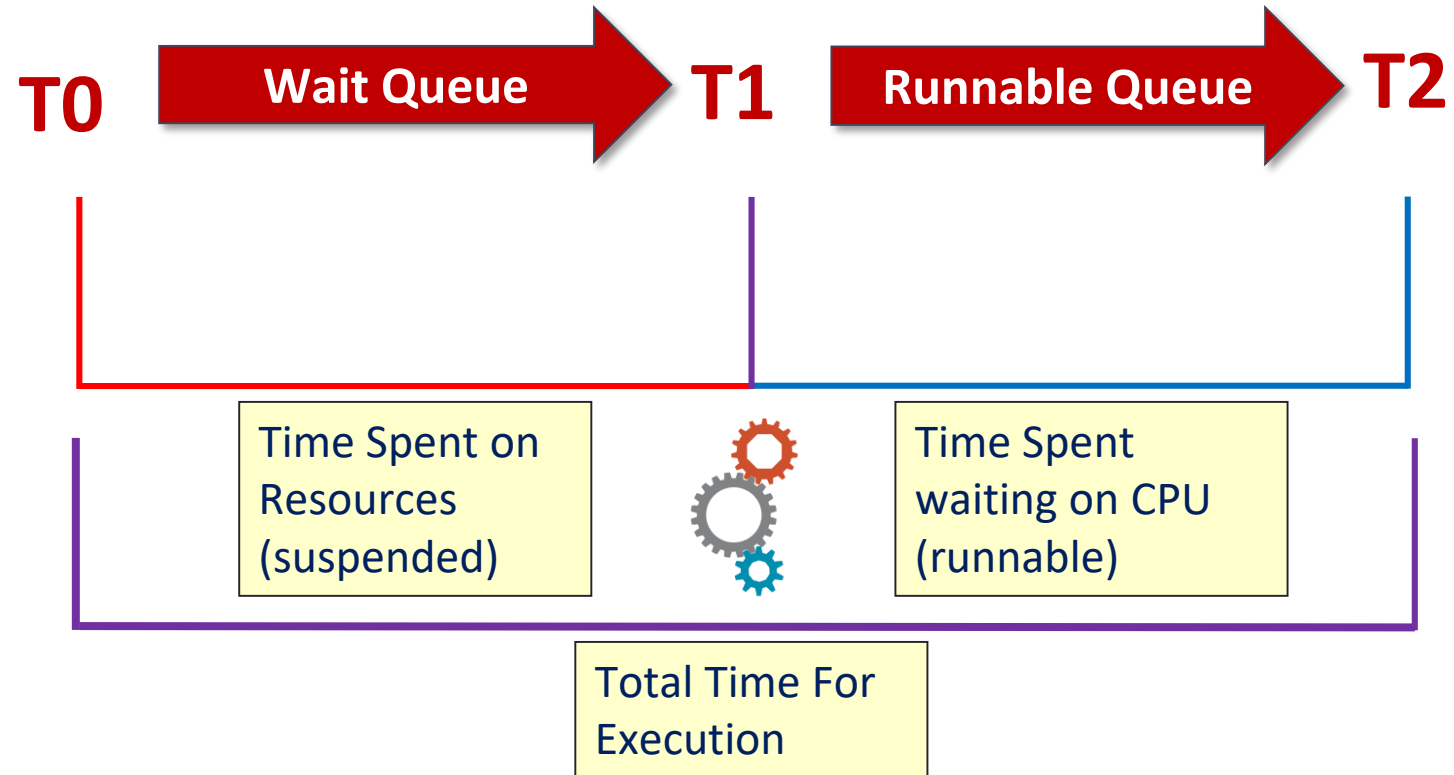 T0
Wait Queue
T1
Runnable Queue
T2
Time Spent on
Resources
(suspended)
Time Spent
waiting on CPU
(runnable)
Total Time For
Execution